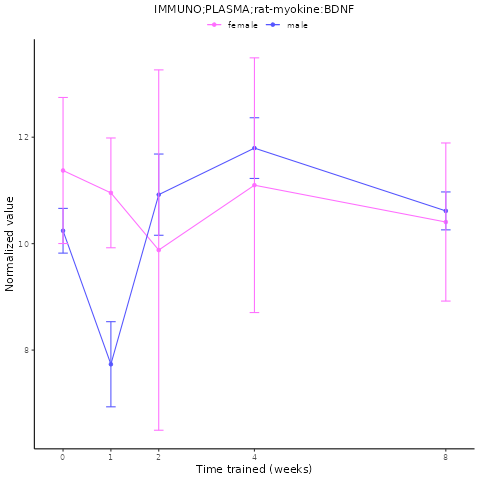 IMMUNO;PLASMA;rat-myokine:BDNF
female male
Normalized value
12
10
8
0 1 2 4 8
Time trained (weeks)